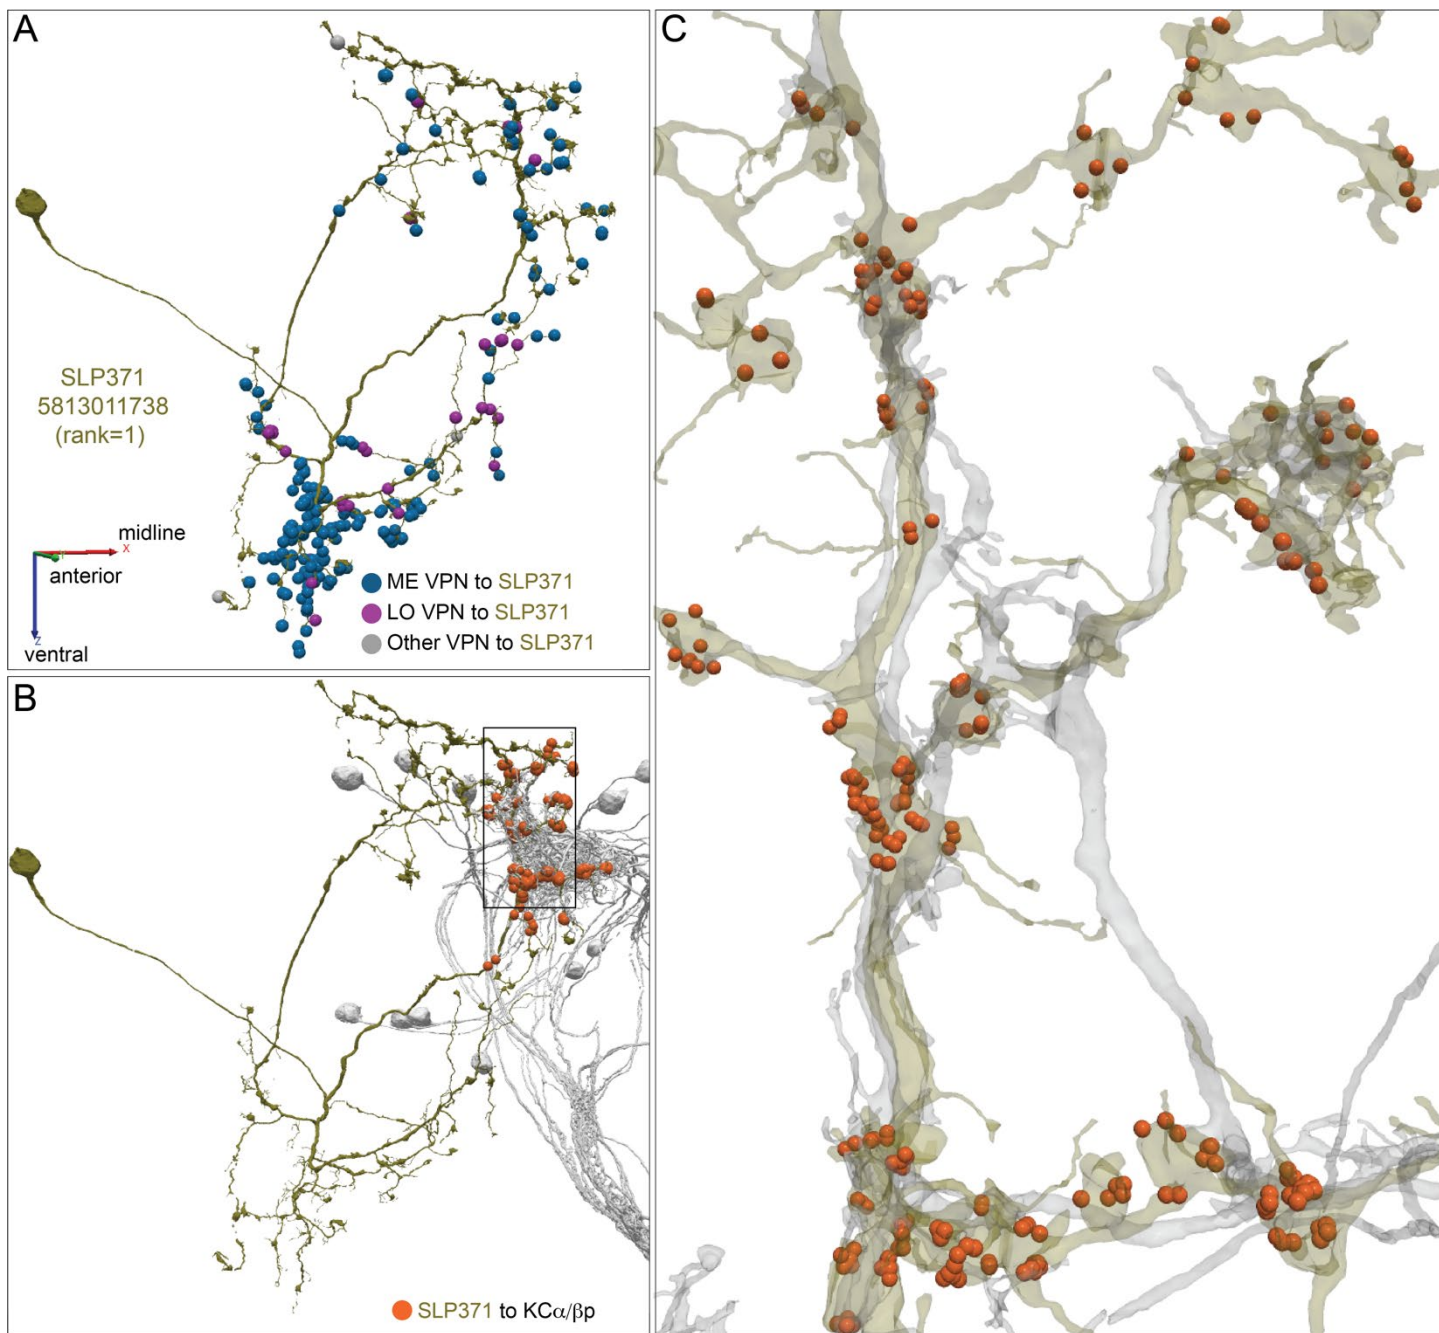 A
SLP371
5813011738
(rank=1)
midline
x
anterior
z
ventral
ME VPN to SLP371
LO VPN to SLP371
Other VPN to SLP371
B
SLP371 to KCα/βp
C